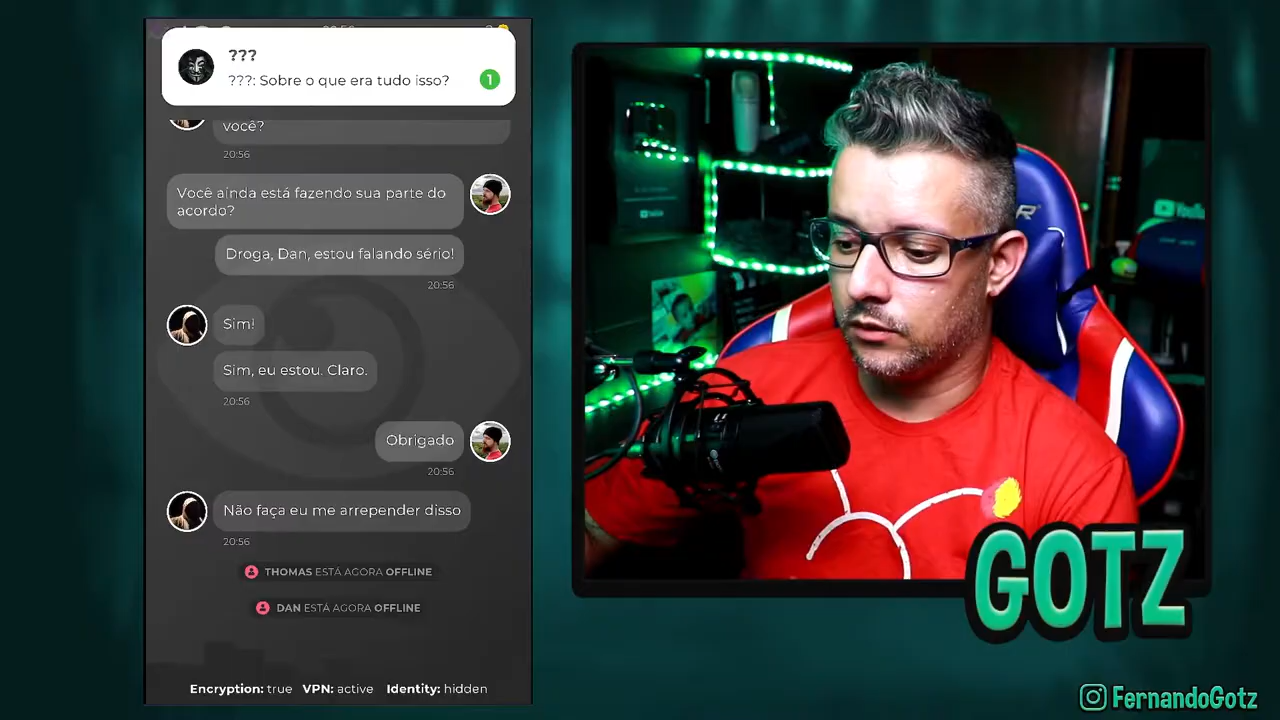 ???
???: Sobre o que era tudo isso?
1
você?
20:56
Você ainda está fazendo sua parte do
acordo?
Droga, Dan, estou falando sério!
20:56
Sim!
Sim, eu estou. Claro.
20:56
Obrigado
20:56
Não faça eu me arrepender disso
20:56
THOMAS ESTÁ AGORA OFFLINE
DAN ESTÁ AGORA OFFLINE
Encryption: true VPN: active Identity: hidden
YouTube
GOTZ
FernandoGotz